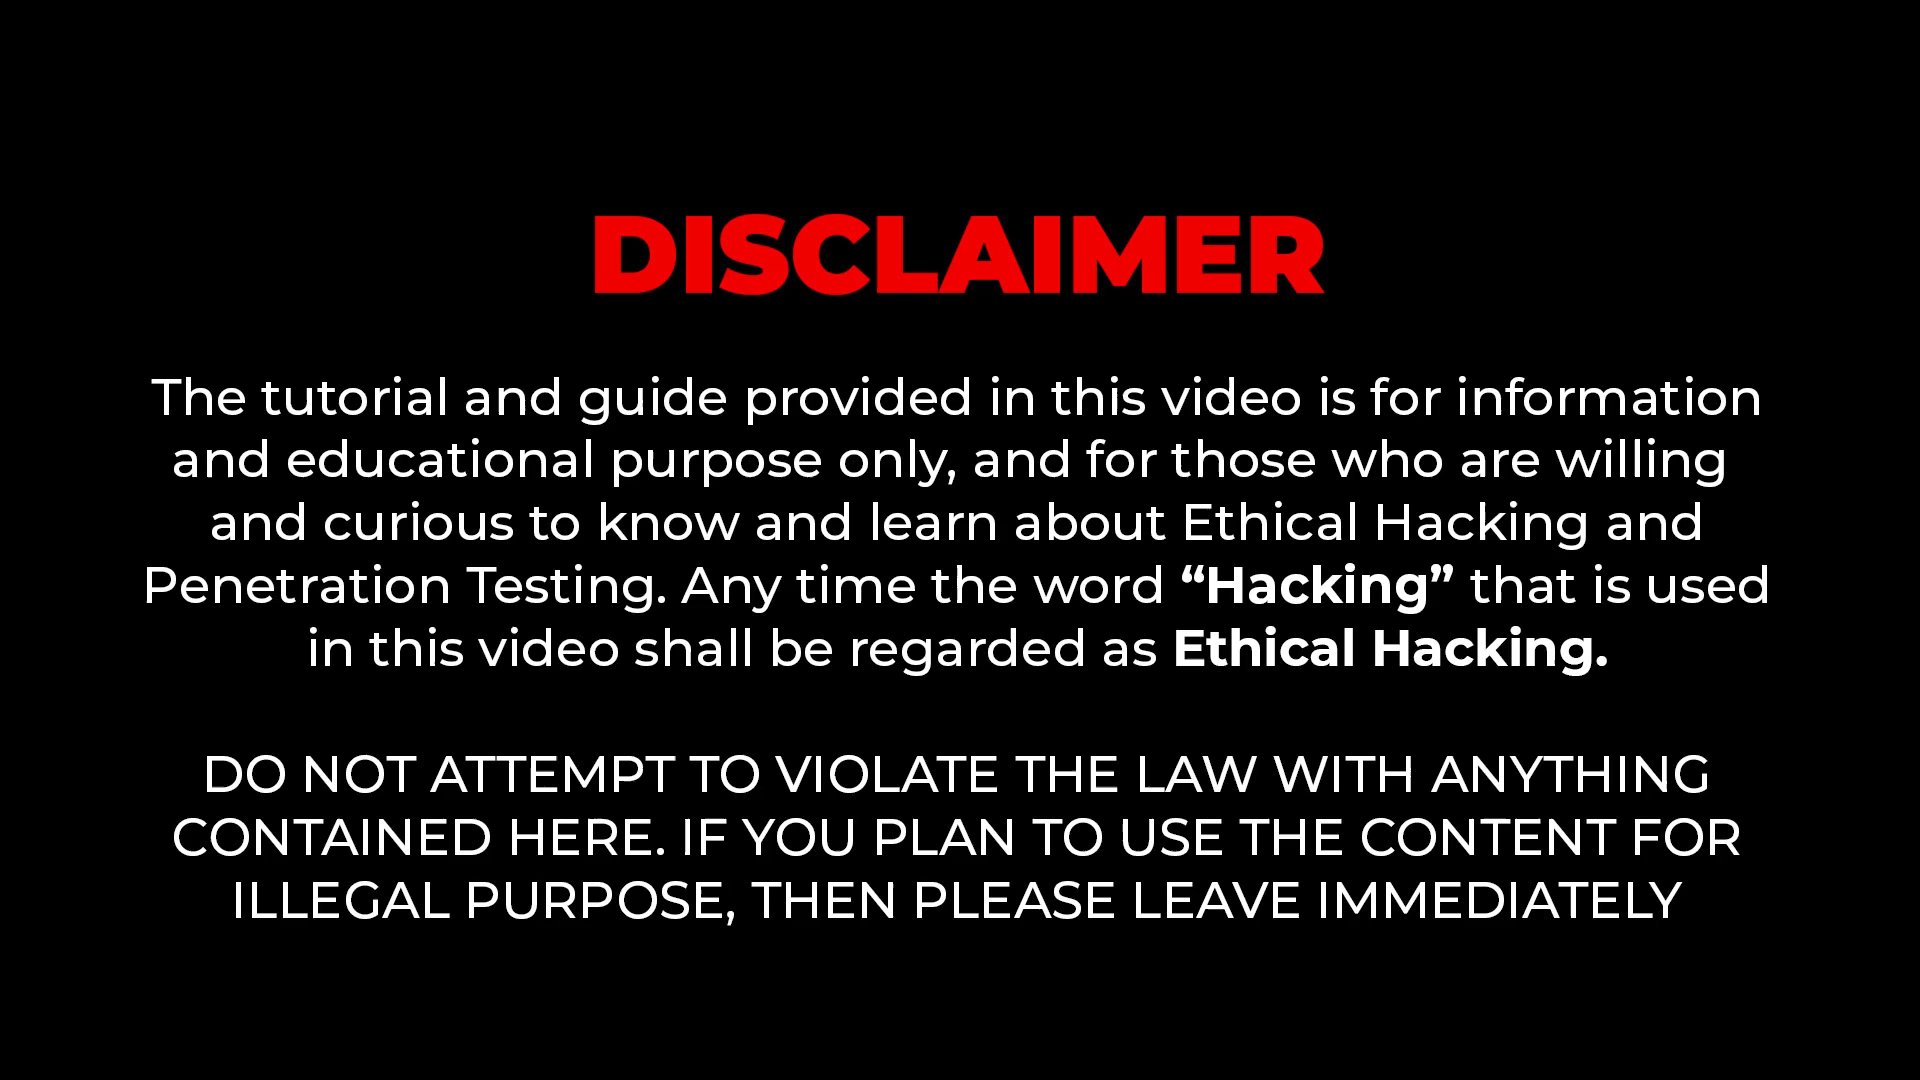 DISCLAIMER
The tutorial and guide provided in this video is for information
and educational purpose only, and for those who are willing
and curious to know and learn about Ethical Hacking and
Penetration Testing. Any time the word “Hacking” that is used
in this video shall be regarded as Ethical Hacking.
DO NOT ATTEMPT TO VIOLATE THE LAW WITH ANYTHING
CONTAINED HERE. IF YOU PLAN TO USE THE CONTENT FOR
ILLEGAL PURPOSE, THEN PLEASE LEAVE IMMEDIATELY